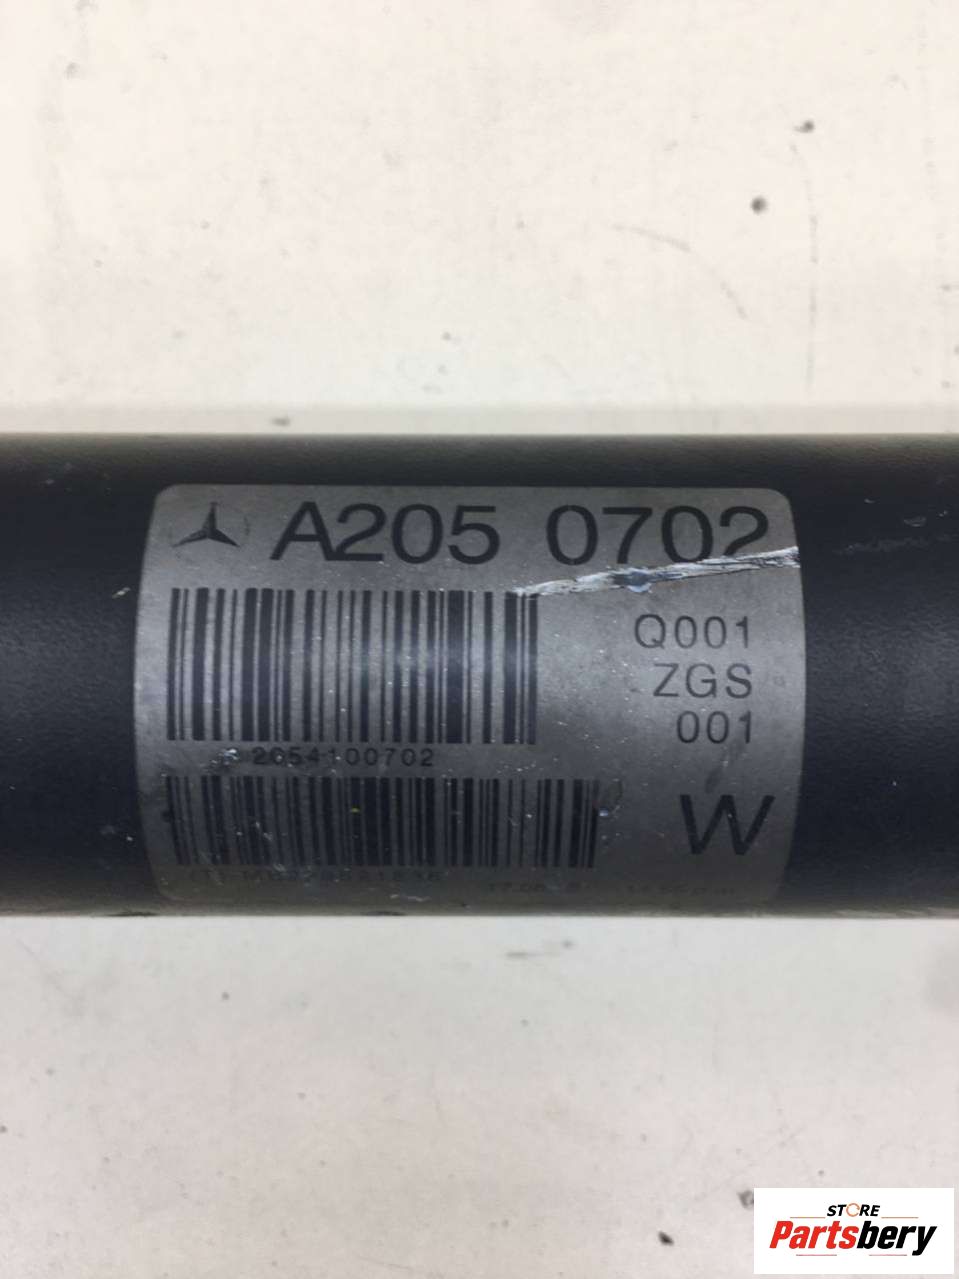 A205 0702
Q001
ZGS
001
2054100702
W
STORE
Partsbery